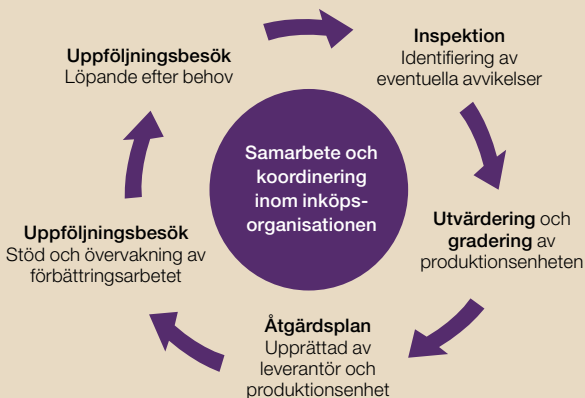 Uppföljningsbesök
Löpande efter behov
Inspektion
Identifiering av
eventuella avvikelser
Samarbete och
koordinering
inom inköps-
organisationen
Utvärdering och
gradering av
produktionsenheten
Åtgärdsplan
Upprättad av
leverantör och
produktionsenhet
Uppföljningsbesök
Stöd och övervakning av
förbättringsarbetet